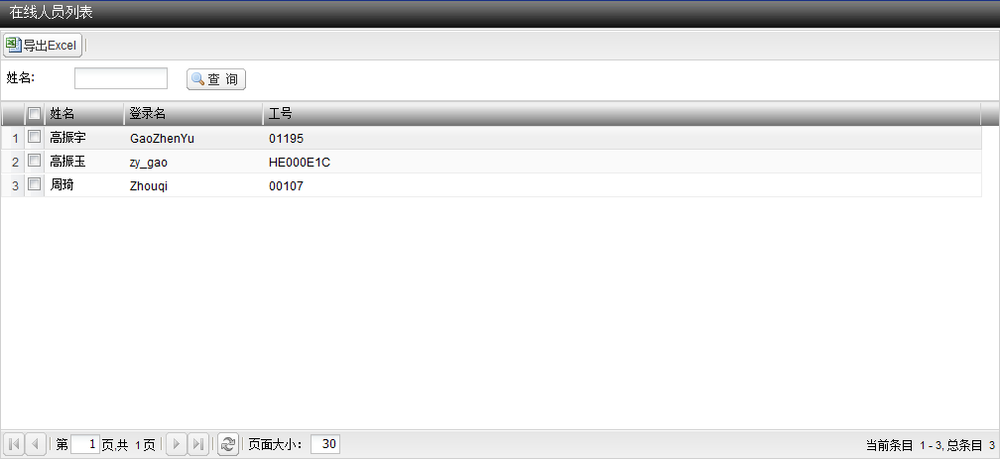 在线人员列表
导出Excel
姓名:
查 询
姓名 登录名 工号
1 高振宇 GaoZhenYu 01195
2 高振玉 zy_gao HE000E1C
3 周琦 Zhouqi 00107
第 1 页,共 1 页 页面大小: 30 当前条目 1 - 3, 总条目 3